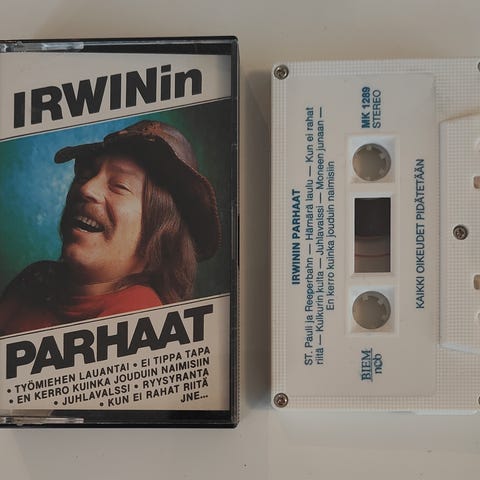 IRWINin
PARHAAT
• TYÖMIEHEN LAUANTAI • EI TIPPA TAPA
• EN KERRO KUINKA JOUDUIN NAIMISIIN
• JUHLAVALSSI • RYYSYRANTA
• KUN EI RAHAT RIITÄ
JNE...
IRWININ PARHAAT
ST. Pauli ja Reeperbahn — Hämärä laulu — Kun ei rahat
riitä — Kulkurin kulta — Juhlavalssi — Moneen junaan —
En kerro kuinka jouduin naimisiin
MK 1289
STEREO
BIEM
ncb
KAIKKI OIKEUDET PIDÄTETÄÄN